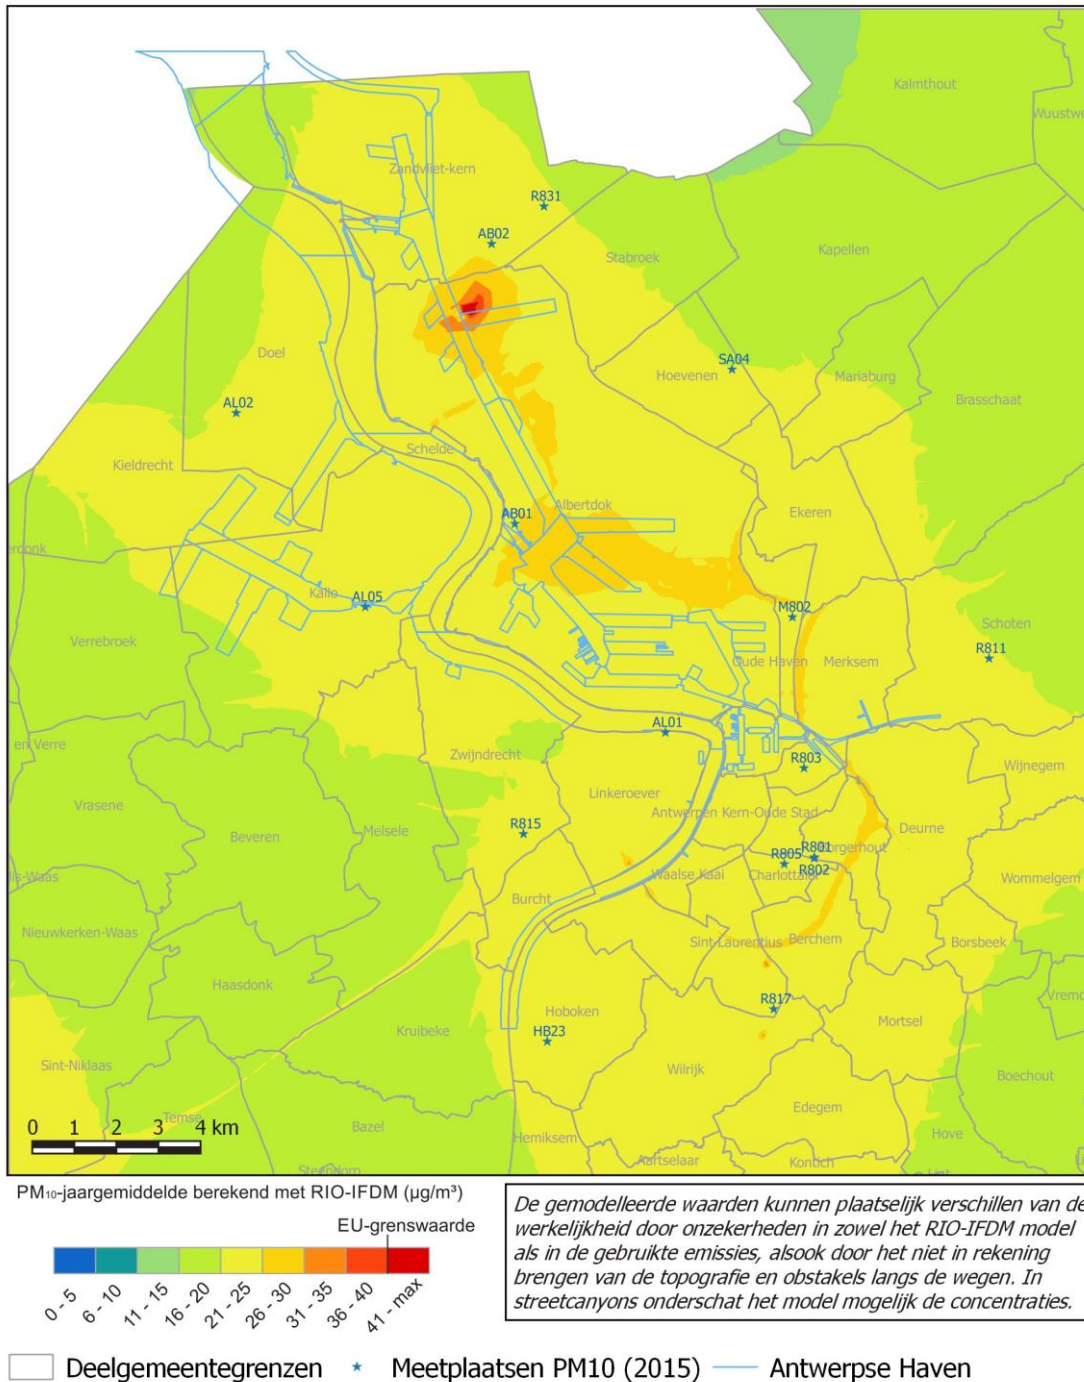 Kalmthout
Wuustwe
Zandvliet-kern
R831
AB02
Stabroek
Kapellen
Doel
SA04
Hoevenen
Mariaburg
Brasschaat
AL02
Schelde
Kieldrecht
Albertdok
AB01
Ekeren
erdonk
AL05
Kallo
M802
Schoten
Verrebroek
R811
Oude Haven
Merksem
AL01
en Verre
Zwijndrecht
R803
Wijnegem
Linkeroever
Vrasene
Antwerpen Kern-Oude Stad
Beveren
Melsele
R815
Deurne
R801
orgerhout
R805
R802
lis-Waas
Waalse Kaai
Wommelgem
Burcht
Nieuwkerken-Waas
Sint-Laurentius
Berchem
Borsbeek
Haasdonk
R817
Vremd
Hoboken
Mortsel
Kruibeke
HB23
Sint-Niklaas
Wilrijk
Boechout
Edegem
Temse
Bazel
Hemiksem
Hove
Aartselaar
Kontich
0 1 2 3 4 km
PM10-jaargemiddelde berekend met RIO-IFDM (µg/m³)
EU-grenswaarde
0 - 5
6 - 10
11 - 15
16 - 20
21 - 25
26 - 30
31 - 35
36 - 40
41 - max
De gemodelleerde waarden kunnen plaatselijk verschillen van de
werkelijkheid door onzekerheden in zowel het RIO-IFDM model
als in de gebruikte emissies, alsook door het niet in rekening
brengen van de topografie en obstakels langs de wegen. In
streetcanyons onderschat het model mogelijk de concentraties.
Deelgemeentegrenzen
Meetplaatsen PM10 (2015)
Antwerpse Haven